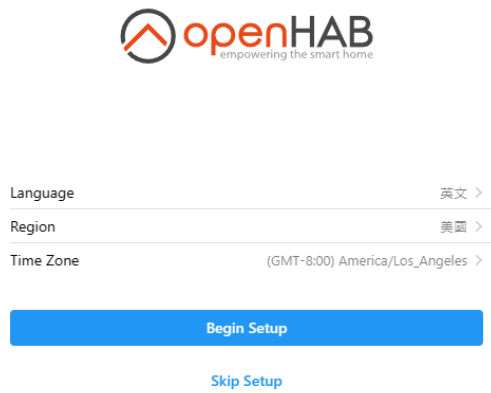 openHAB
empowering the smart home
Language 英文
Region 美國
Time Zone (GMT-8:00) America/Los_Angeles
Begin Setup
Skip Setup